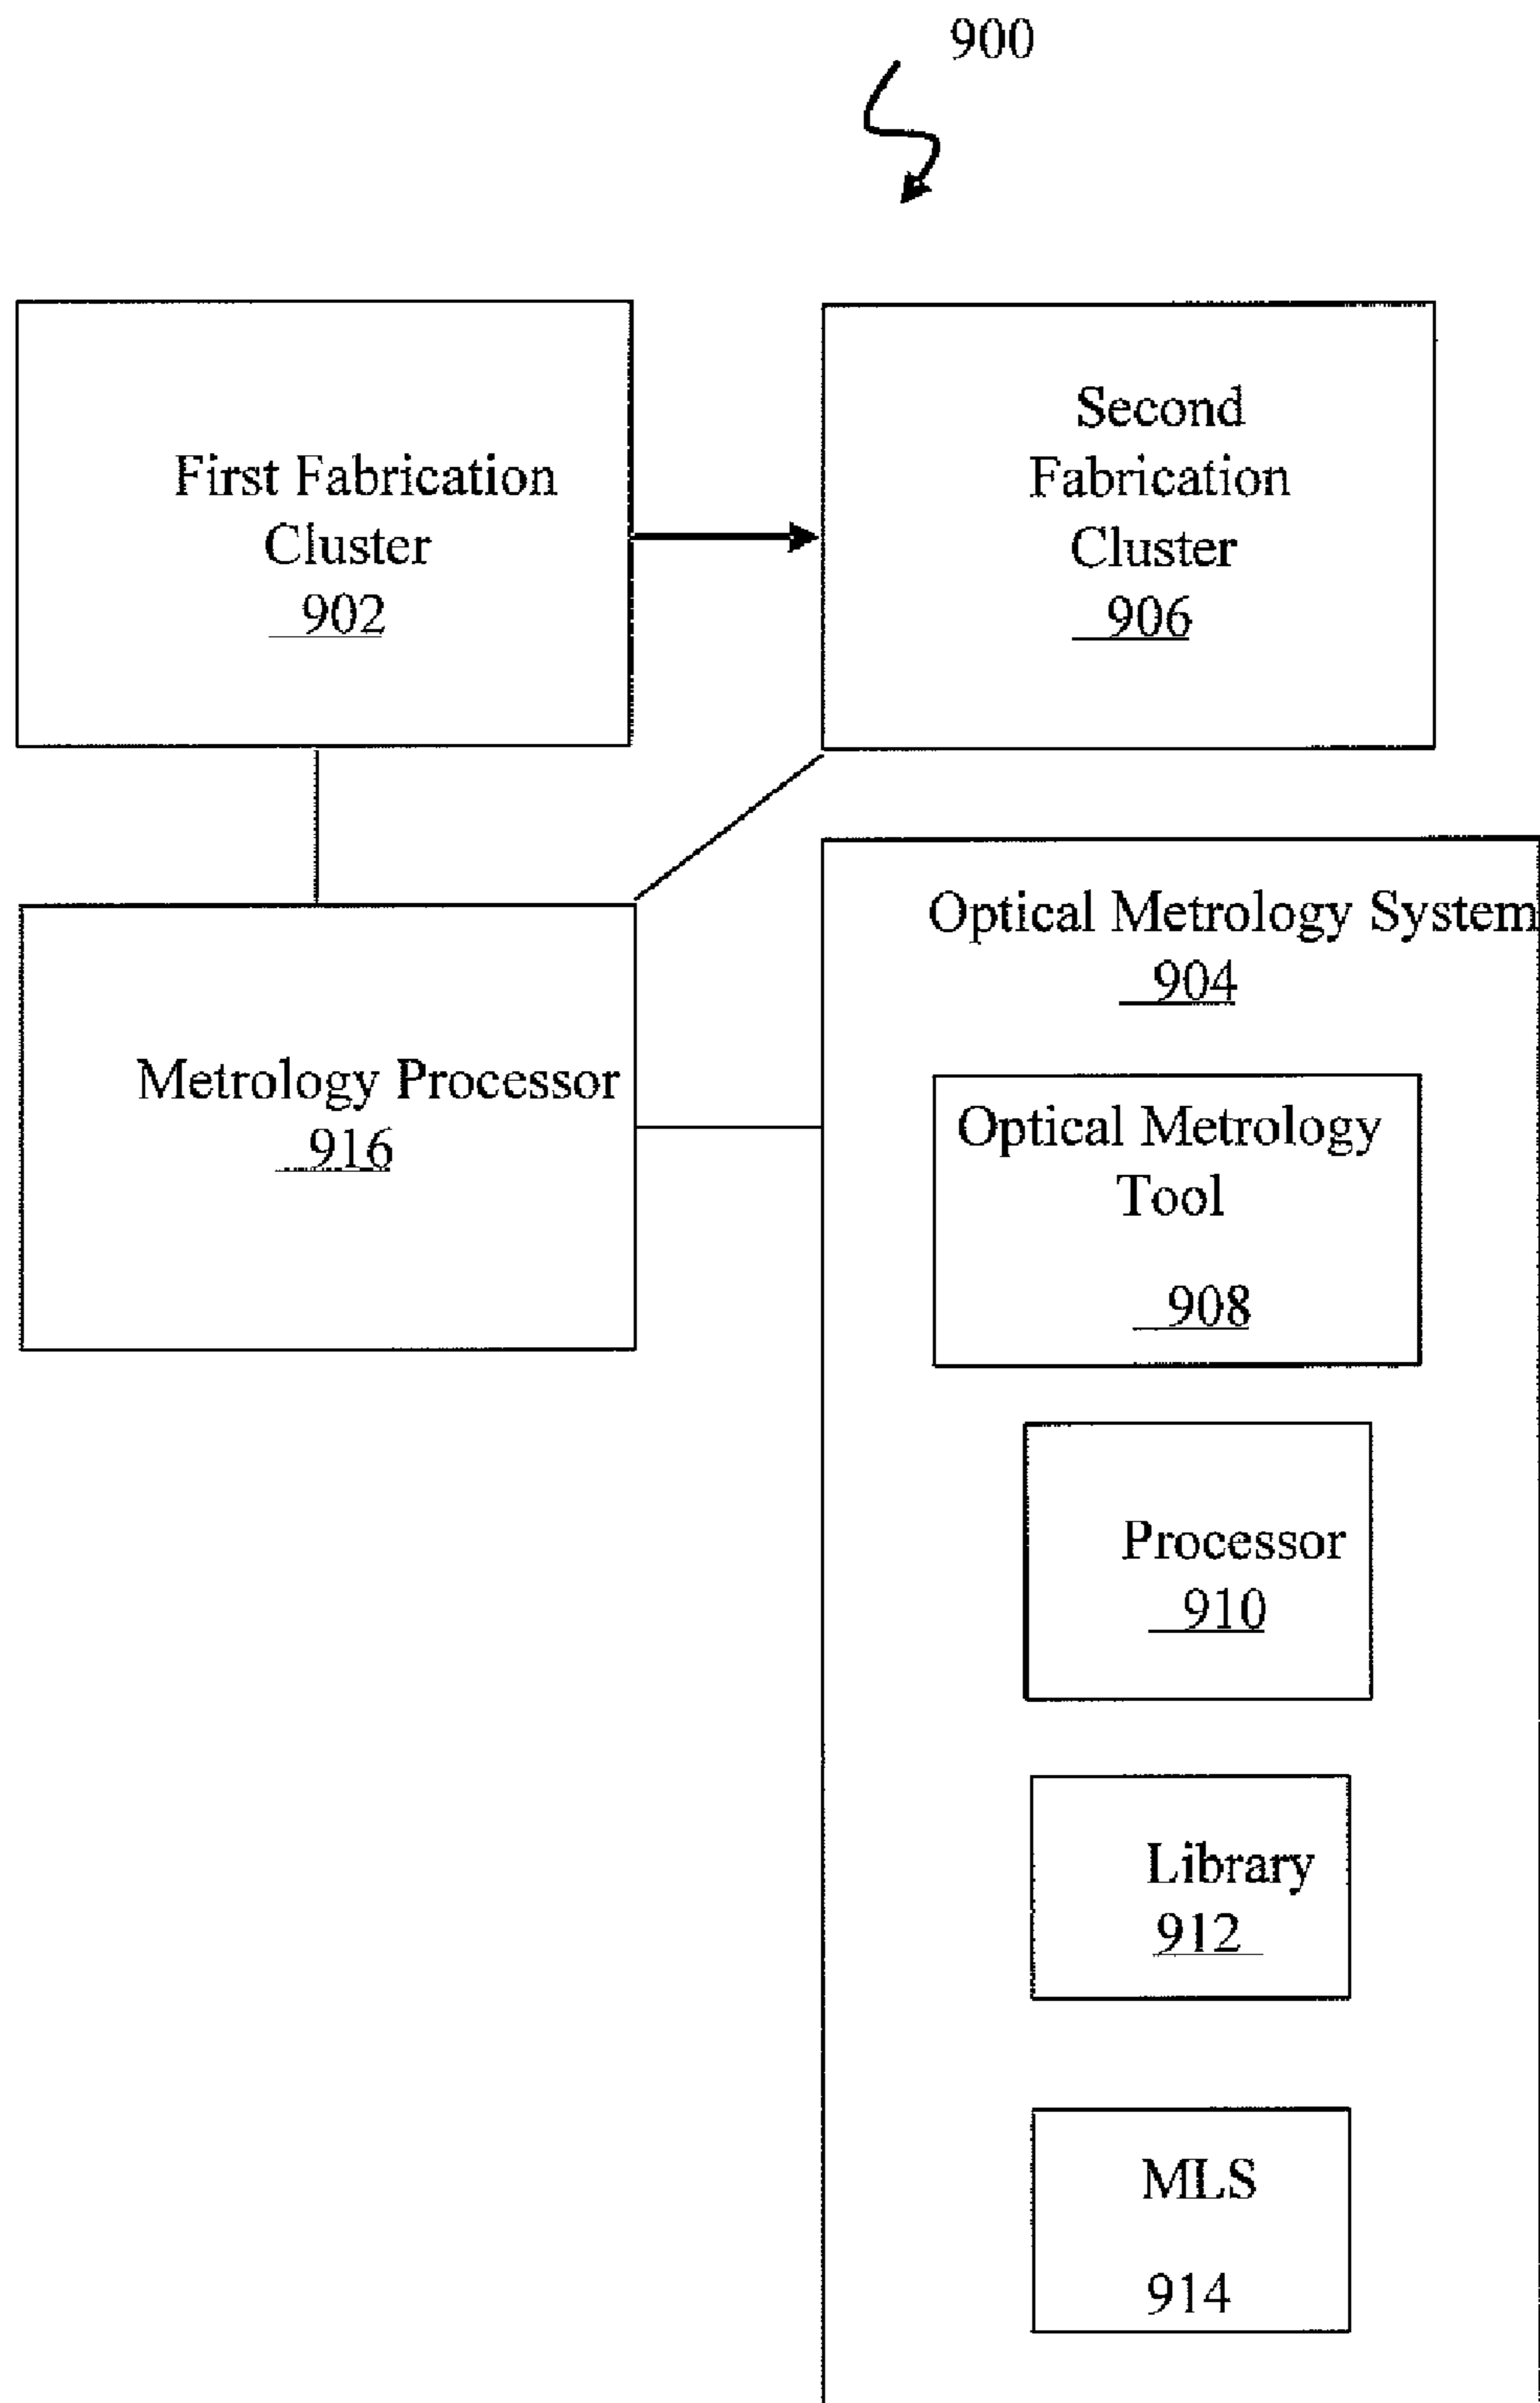 900
First Fabrication
Cluster
902
Second
Fabrication
Cluster
906
Metrology Processor
916
Optical Metrology System
904
Optical Metrology
Tool
908
Processor
910
Library
912
MLS
914